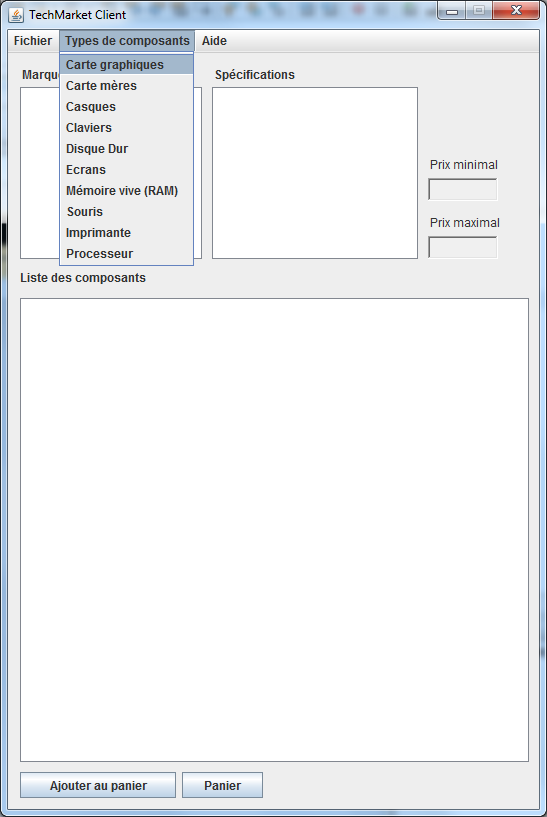 TechMarket Client
Fichier Types de composants Aide
Carte graphiques
Carte mères
Casques
Claviers
Disque Dur
Ecrans
Mémoire vive (RAM)
Souris
Imprimante
Processeur
Spécifications
Prix minimal
Prix maximal
Liste des composants
Ajouter au panier Panier